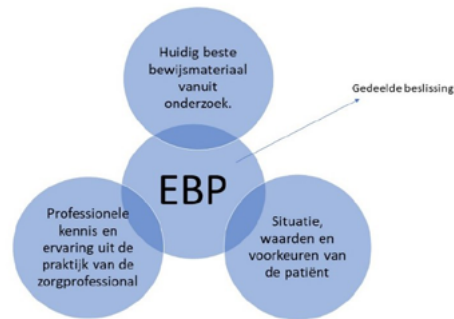 Huidig beste
bewijsmateriaal
vanuit
onderzoek.
Gedeelde beslissing
EBP
Professionele
kennis en
ervaring uit de
praktijk van de
zorgprofessional
Situatie,
waarden en
voorkeuren van
de patiënt